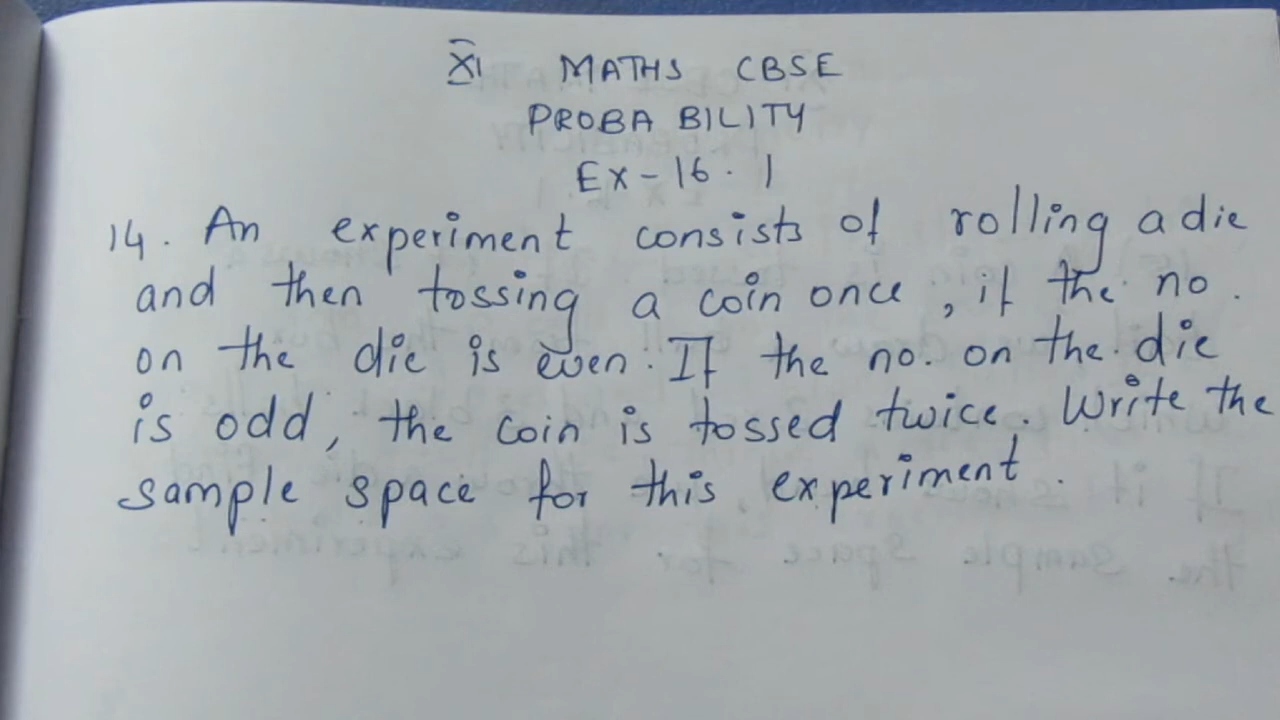 XI MATHS CBSE
PROBABILITY
EX-16.1
14. An experiment consists of rolling a die
and then tossing a coin once, if the no.
on the die is even. If the no. on the die
is odd, the coin is tossed twice. Write the
sample space for this experiment.